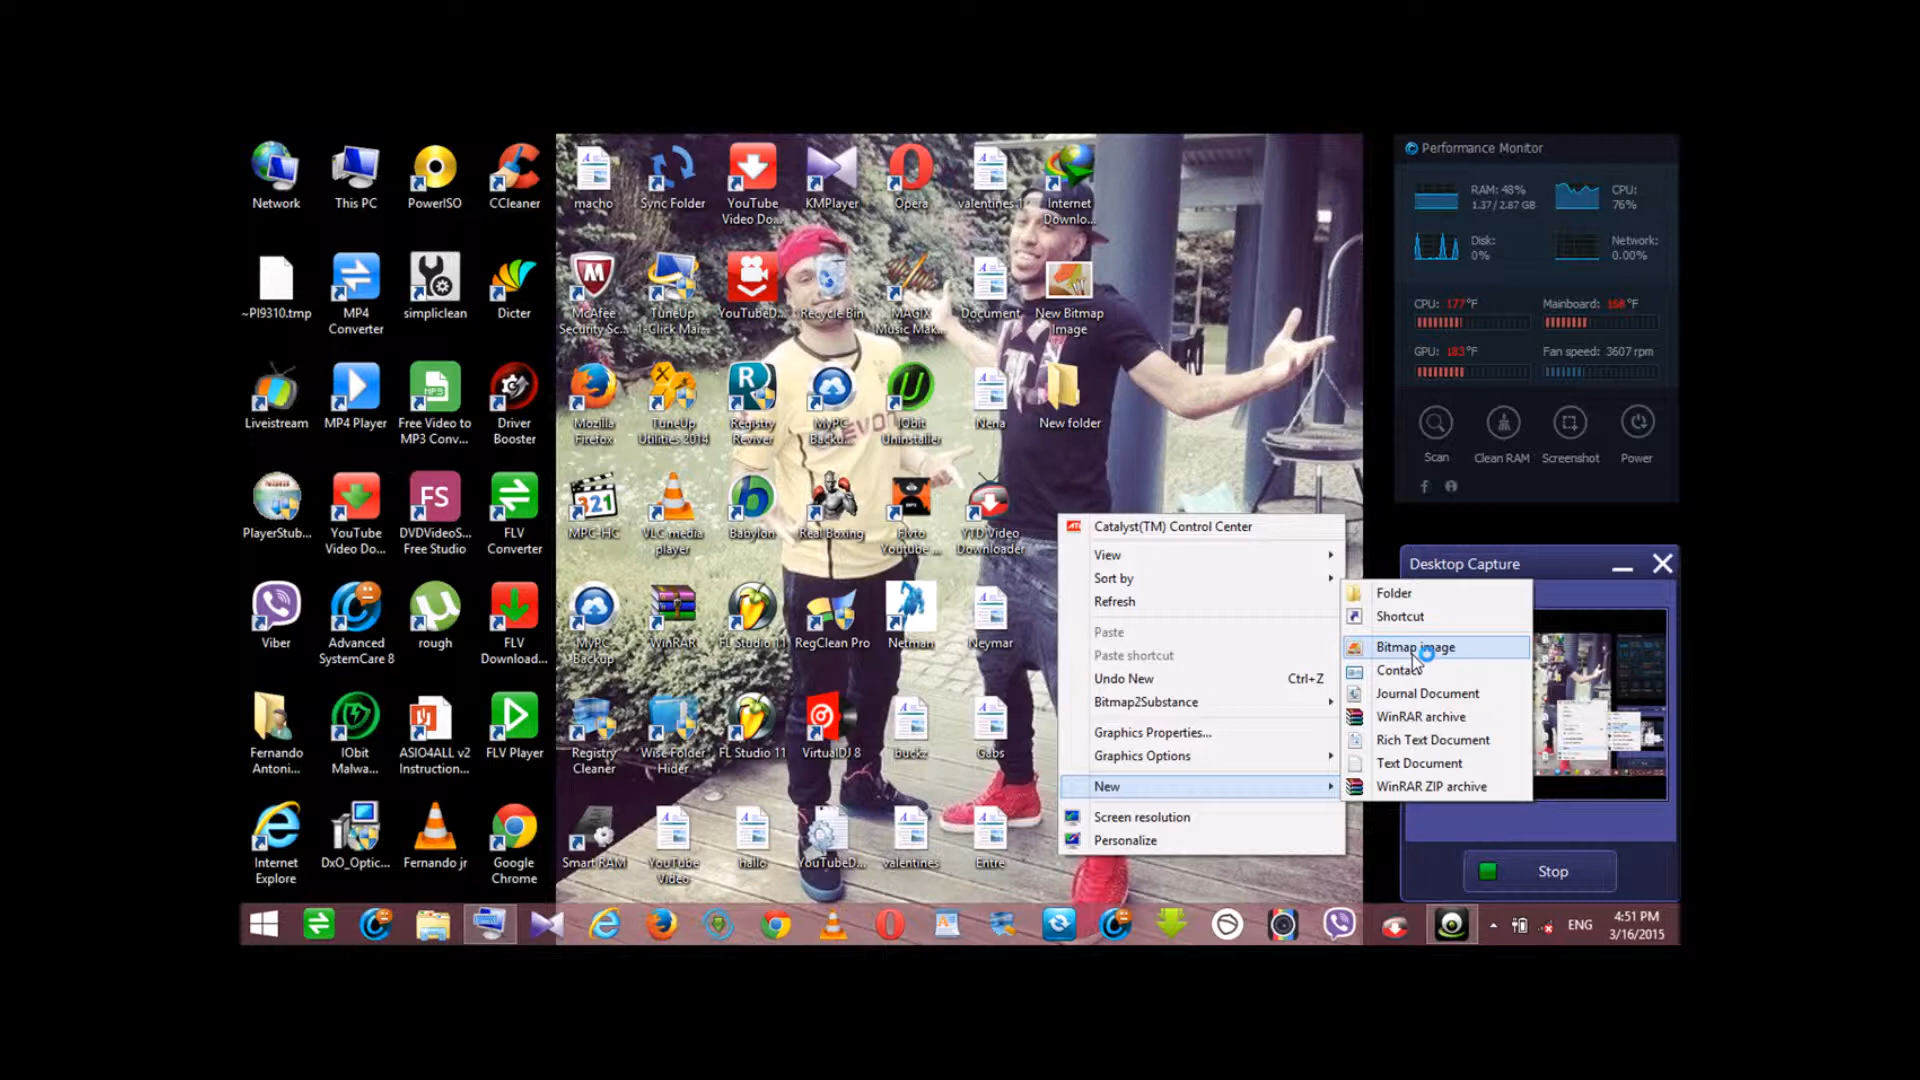 Network
This PC
PowerISO
CCleaner
macho
Sync Folder
YouTube
Video Do...
KMPlayer
Opera
valentines 1
Internet
Downlo...
~PI9310.tmp
MP4
Converter
simpliclean
Dicter
McAfee
Security Sc...
TuneUp
1-Click Mai...
YouTubeD...
Recycle Bin
MAGIX
Music Mak...
Document
New Bitmap
Image
Livestream
MP4 Player
Free Video to
MP3 Conv...
Driver
Booster
Mozilla
Firefox
TuneUp
Utilities 2014
Registry
Reviver
MyPC
Backu...
IObit
Uninstaller
Nena
New folder
PlayerStub...
YouTube
Video Do...
DVDVideoS...
Free Studio
FLV
Converter
MPC-HC
VLC media
player
Babylon
Real Boxing
Flvto
Youtube ...
YTD Video
Downloader
Viber
Advanced
SystemCare 8
rough
FLV
Download...
MyPC
Backup
WinRAR
FL Studio 11
RegClean Pro
Netman
Neymar
Fernando
Antoni...
IObit
Malwa...
ASIO4ALL v2
Instruction...
FLV Player
Registry
Cleaner
Wise Folder
Hider
FL Studio 11
VirtualDJ 8
buckz
Gabs
Internet
Explore
DxO_Optic...
Fernando jr
Google
Chrome
Smart RAM
YouTube
Video
hallo
YouTubeD...
valentines
Entre
Performance Monitor
RAM: 48%
1.37 / 2.87 GB
CPU:
76%
Disk:
0%
Network:
0.00%
CPU: 177°F
Mainboard: 168°F
GPU: 183°F
Fan speed: 3607 rpm
Scan
Clean RAM
Screenshot
Power
Catalyst(TM) Control Center
View
Sort by
Refresh
Paste
Paste shortcut
Undo New Ctrl+Z
Bitmap2Substance
Graphics Properties...
Graphics Options
New
Screen resolution
Personalize
Folder
Shortcut
Bitmap image
Contact
Journal Document
WinRAR archive
Rich Text Document
Text Document
WinRAR ZIP archive
Desktop Capture
Stop
ENG
4:51 PM
3/16/2015